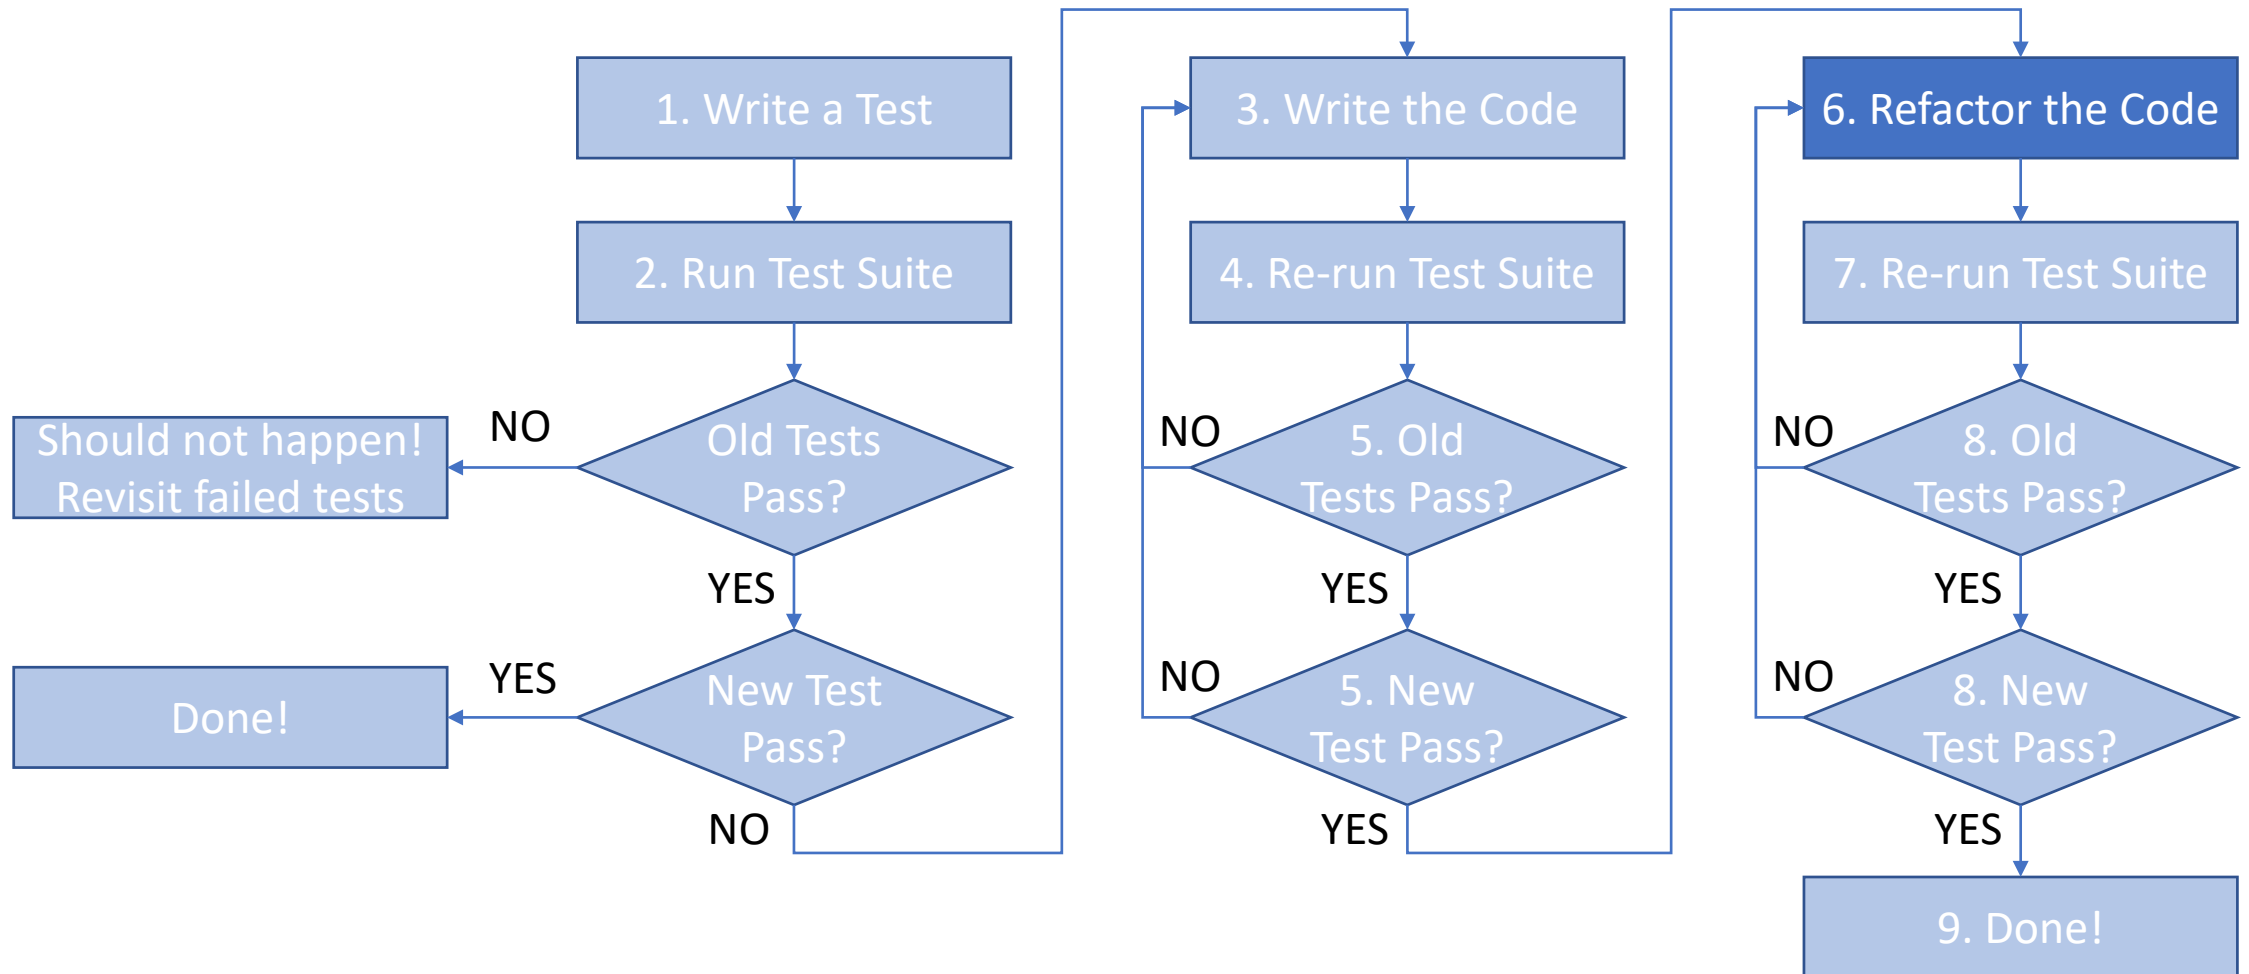 1. Write a Test
2. Run Test Suite
Old Tests
Pass?
NO
Should not happen!
Revisit failed tests
YES
New Test
Pass?
YES
Done!
NO
3. Write the Code
4. Re-run Test Suite
5. Old
Tests Pass?
NO
YES
5. New
Test Pass?
NO
YES
6. Refactor the Code
7. Re-run Test Suite
8. Old
Tests Pass?
NO
YES
8. New
Test Pass?
NO
YES
9. Done!